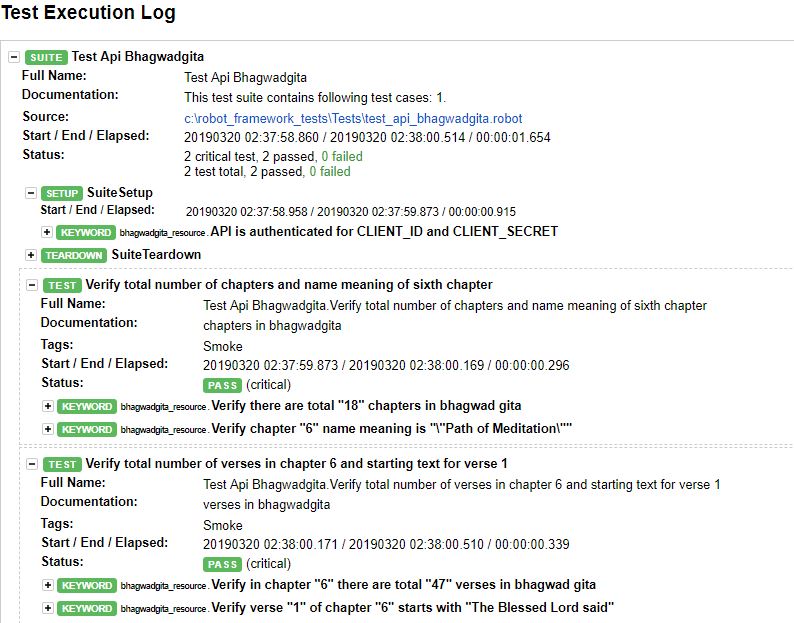 Test Execution Log
SUITE Test Api Bhagwadgita
Full Name: Test Api Bhagwadgita
Documentation: This test suite contains following test cases: 1.
Source: c:\robot_framework_tests\Tests\test_api_bhagwadgita.robot
Start / End / Elapsed: 20190320 02:37:58.860 / 20190320 02:38:00.514 / 00:00:01.654
Status: 2 critical test, 2 passed, 0 failed
2 test total, 2 passed, 0 failed
SETUP SuiteSetup
Start / End / Elapsed: 20190320 02:37:58.958 / 20190320 02:37:59.873 / 00:00:00.915
KEYWORD bhagwadgita_resource. API is authenticated for CLIENT_ID and CLIENT_SECRET
TEARDOWN SuiteTeardown
TEST Verify total number of chapters and name meaning of sixth chapter
Full Name: Test Api Bhagwadgita.Verify total number of chapters and name meaning of sixth chapter
Documentation: chapters in bhagwadgita
Tags: Smoke
Start / End / Elapsed: 20190320 02:37:59.873 / 20190320 02:38:00.169 / 00:00:00.296
Status: PASS (critical)
KEYWORD bhagwadgita_resource. Verify there are total "18" chapters in bhagwad gita
KEYWORD bhagwadgita_resource. Verify chapter "6" name meaning is "\"Path of Meditation\""
TEST Verify total number of verses in chapter 6 and starting text for verse 1
Full Name: Test Api Bhagwadgita.Verify total number of verses in chapter 6 and starting text for verse 1
Documentation: verses in bhagwadgita
Tags: Smoke
Start / End / Elapsed: 20190320 02:38:00.171 / 20190320 02:38:00.510 / 00:00:00.339
Status: PASS (critical)
KEYWORD bhagwadgita_resource. Verify in chapter "6" there are total "47" verses in bhagwad gita
KEYWORD bhagwadgita_resource. Verify verse "1" of chapter "6" starts with "The Blessed Lord said"